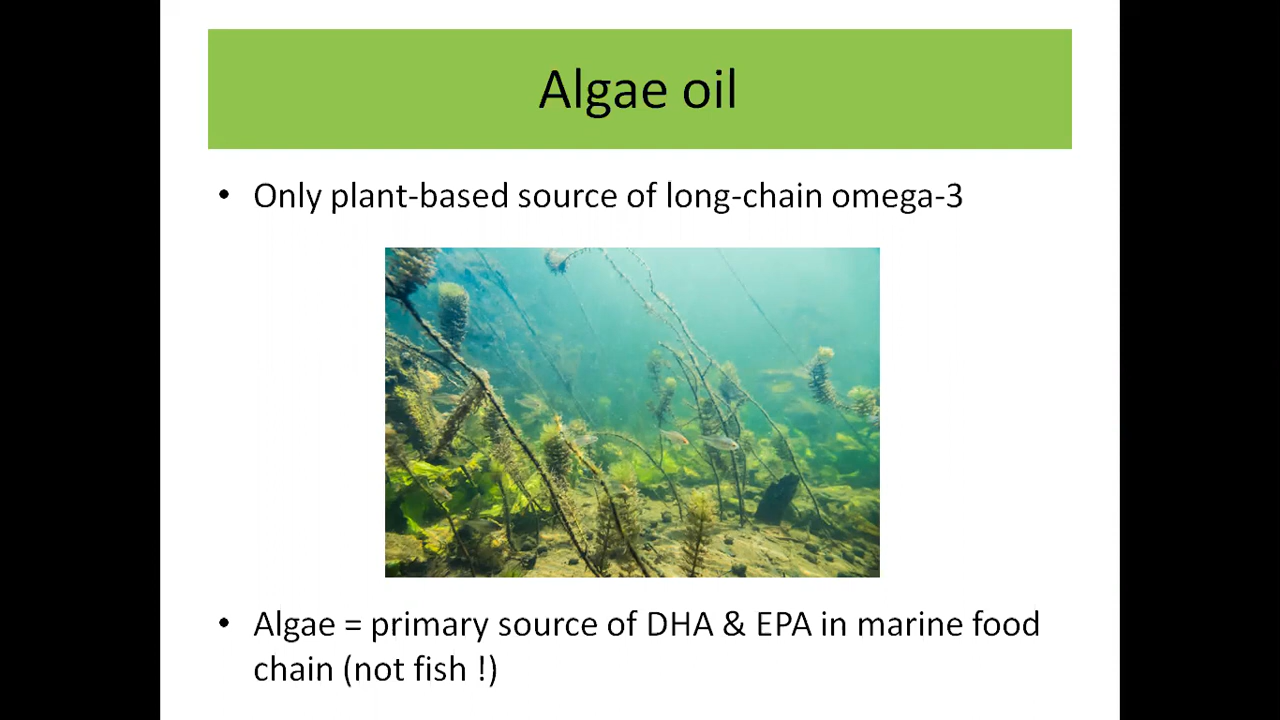 Algae oil
• Only plant-based source of long-chain omega-3
• Algae = primary source of DHA & EPA in marine food
chain (not fish !)